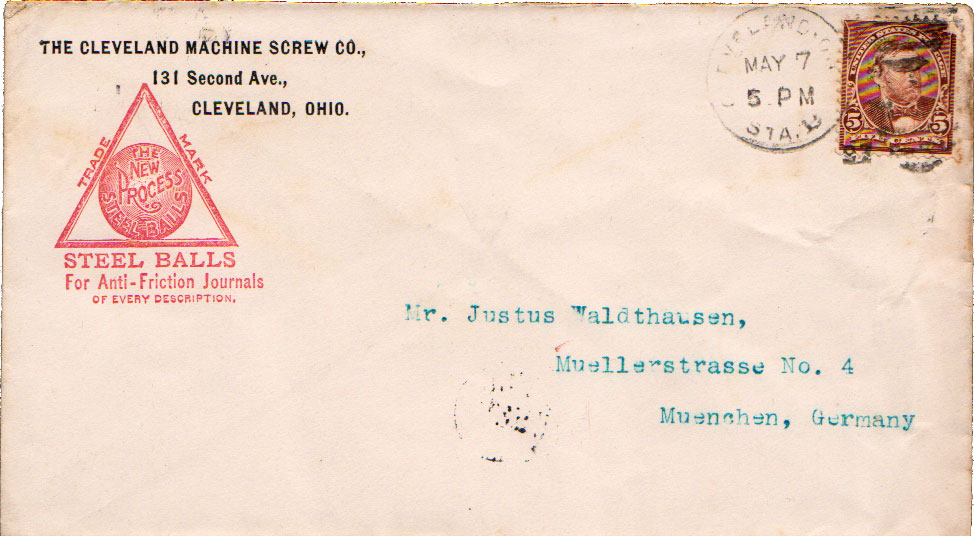 THE CLEVELAND MACHINE SCREW CO.,
131 Second Ave.,
CLEVELAND, OHIO.
TRADE MARK
THE
NEW
PROCESS
STEEL BALLS
STEEL BALLS
For Anti-Friction Journals
OF EVERY DESCRIPTION.
MAY 7
5 PM
STA.
5 5
Mr. Justus Waldthausen,
Muellerstrasse No. 4
Muenchen, Germany